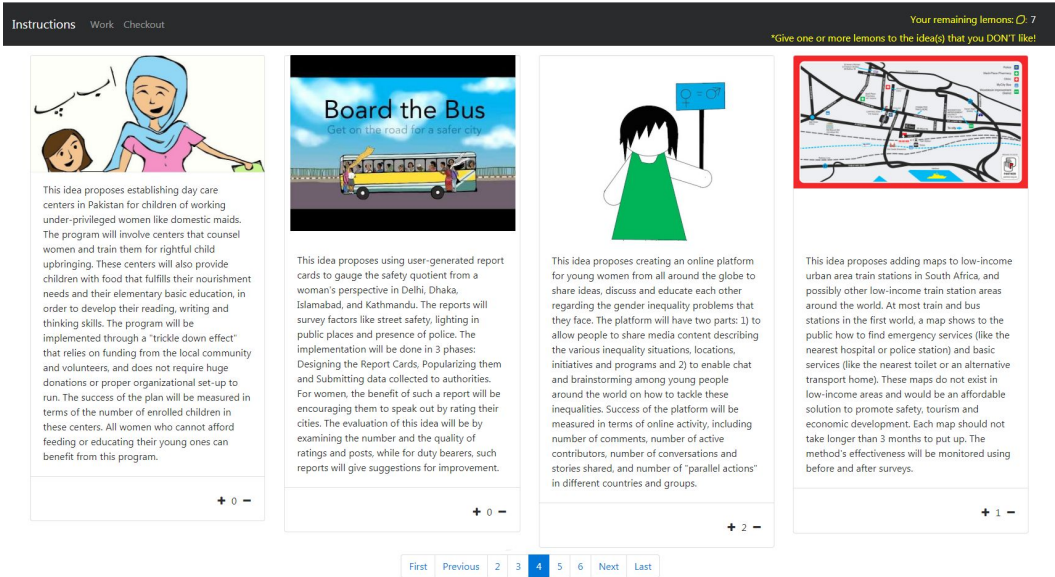 Instructions Work Checkout
Your remaining lemons: : 7
*Give one or more lemons to the idea(s) that you DON'T like!
This idea proposes establishing day care
centers in Pakistan for children of working
under-privileged women like domestic maids.
The program will involve centers that counsel
women and train them for rightful child
upbringing. These centers will also provide
children with food that fulfills their nourishment
needs and their elementary basic education, in
order to develop their reading, writing and
thinking skills. The program will be
implemented through a "trickle down effect"
that relies on funding from the local community
and volunteers, and does not require huge
donations or proper organizational set-up to
run. The success of the plan will be measured in
terms of the number of enrolled children in
these centers. All women who cannot afford
feeding or educating their young ones can
benefit from this program.
+ 0 −
Board the Bus
Get on the road for a safer city
This idea proposes using user-generated report
cards to gauge the safety quotient from a
woman's perspective in Delhi, Dhaka,
Islamabad, and Kathmandu. The reports will
survey factors like street safety, lighting in
public places and presence of police. The
implementation will be done in 3 phases:
Designing the Report Cards, Popularizing them
and Submitting data collected to authorities.
For women, the benefit of such a report will be
encouraging them to speak out by rating their
cities. The evaluation of this idea will be by
examining the number and the quality of
ratings and posts, while for duty bearers, such
reports will give suggestions for improvement.
+ 0 −
♀ = ♂
This idea proposes creating an online platform
for young women from all around the globe to
share ideas, discuss and educate each other
regarding the gender inequality problems that
they face. The platform will have two parts: 1) to
allow people to share media content describing
the various inequality situations, locations,
initiatives and programs and 2) to enable chat
and brainstorming among young people
around the world on how to tackle these
inequalities. Success of the platform will be
measured in terms of online activity, including
number of comments, number of active
contributors, number of conversations and
stories shared, and number of "parallel actions"
in different countries and groups.
+ 2 −
This idea proposes adding maps to low-income
urban area train stations in South Africa, and
possibly other low-income train station areas
around the world. At most train and bus
stations in the first world, a map shows to the
public how to find emergency services (like the
nearest hospital or police station) and basic
services (like the nearest toilet or an alternative
transport home). These maps do not exist in
low-income areas and would be an affordable
solution to promote safety, tourism and
economic development. Each map should not
take longer than 3 months to put up. The
method's effectiveness will be monitored using
before and after surveys.
+ 1 −
First Previous 2 3 4 5 6 Next Last